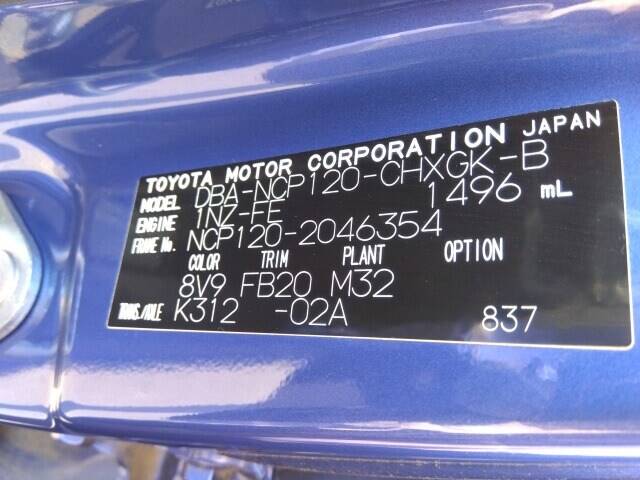 TOYOTA MOTOR CORPORATION JAPAN
MODEL DBA-NCP120-CHXGK-B
ENGINE 1NZ-FE 1496 mL
FRAME No. NCP120-2046354
COLOR TRIM PLANT OPTION
8V9 FB20 M32
TRANS./AXLE K312 -02A 837